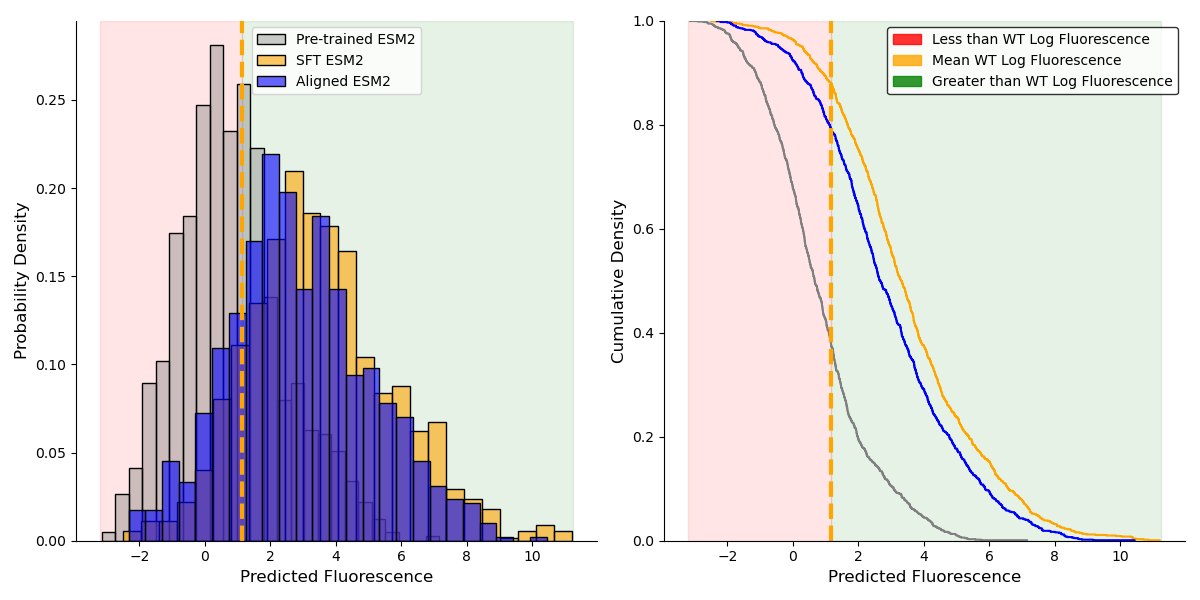 Pre-trained ESM2
SFT ESM2
Aligned ESM2
Probability Density
0.00
0.05
0.10
0.15
0.20
0.25
−2
0
2
4
6
8
10
Predicted Fluorescence
Less than WT Log Fluorescence
Mean WT Log Fluorescence
Greater than WT Log Fluorescence
Cumulative Density
0.0
0.2
0.4
0.6
0.8
1.0
−2
0
2
4
6
8
10
Predicted Fluorescence